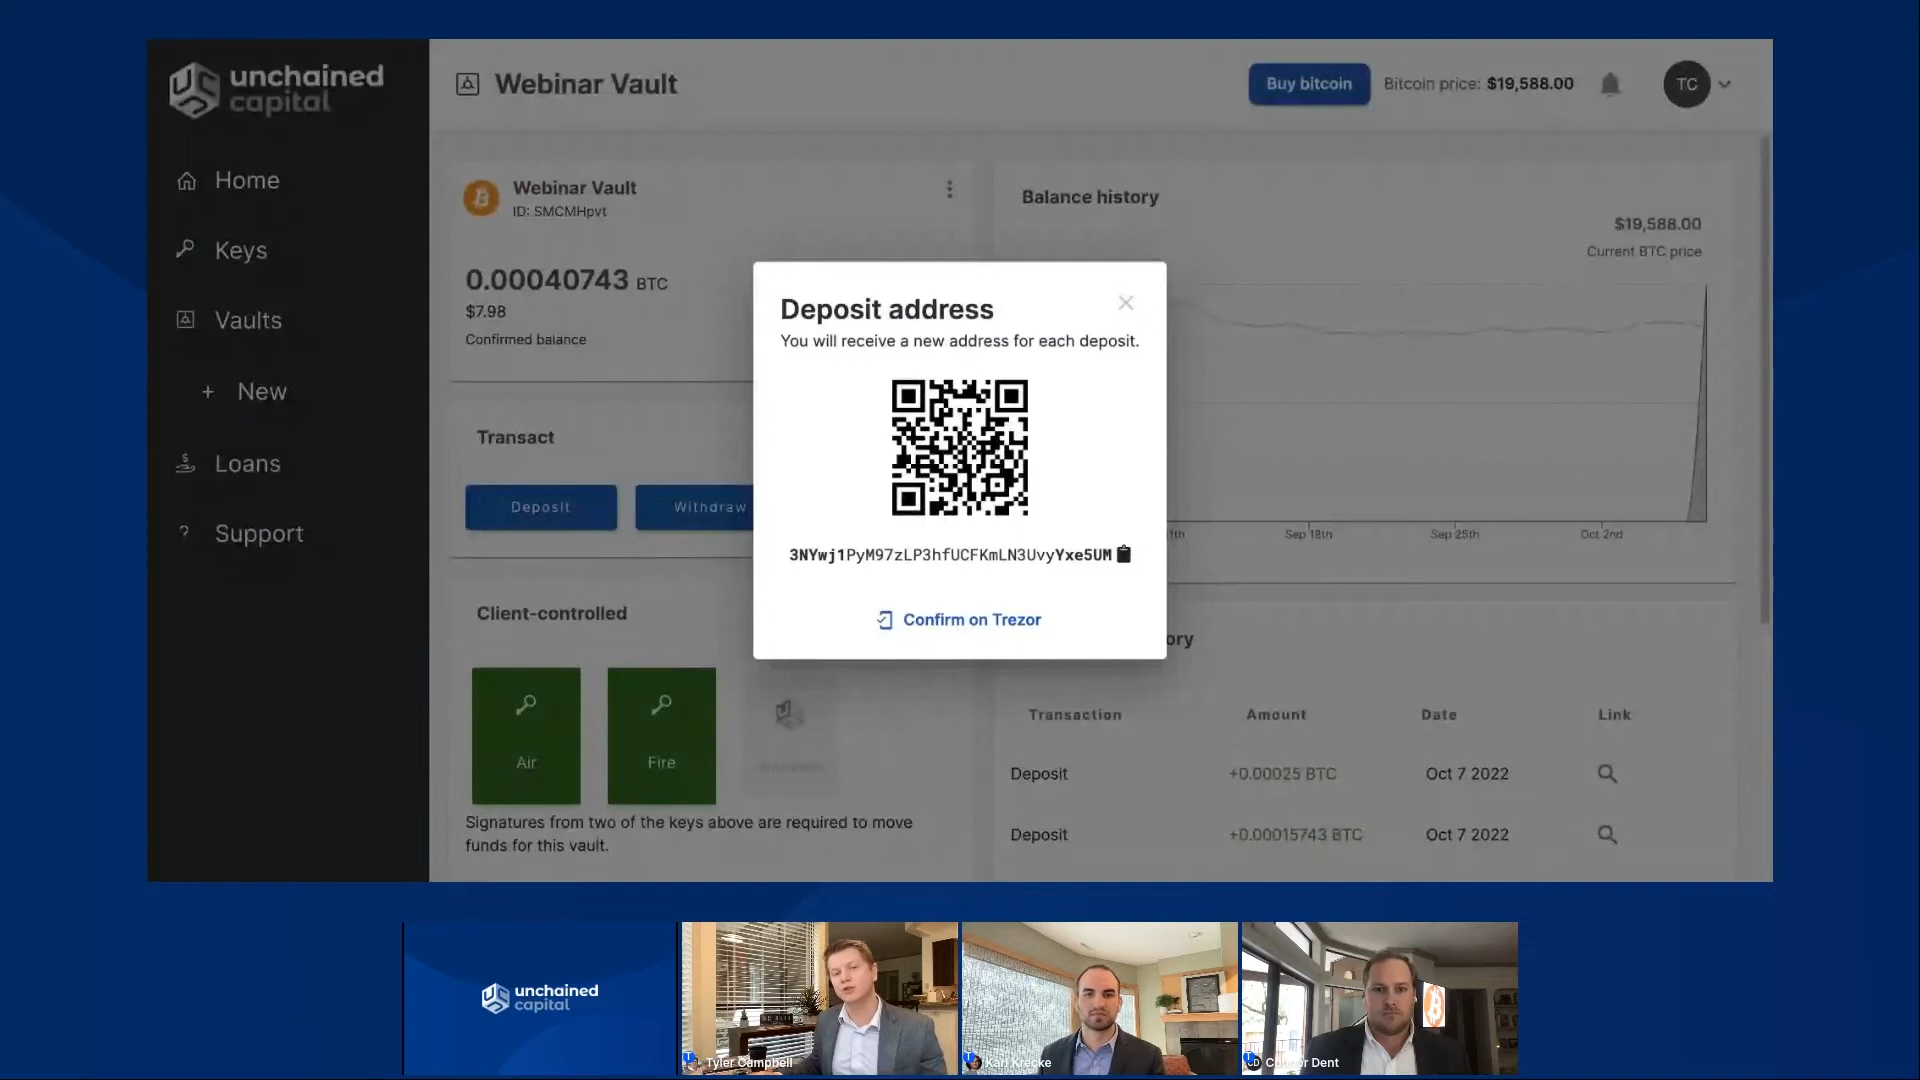 unchained
capital
Home
Keys
Vaults
+ New
Loans
? Support
Webinar Vault
Buy bitcoin
Bitcoin price: $19,588.00
TC
Webinar Vault
ID: SMCMHpvt
0.00040743 BTC
$7.98
Confirmed balance
Transact
Deposit
Withdraw
Client-controlled
Air
Fire
Signatures from two of the keys above are required to move
funds for this vault.
Balance history
$19,588.00
Current BTC price
Sep 18th
Sep 25th
Oct 2nd
Deposit address
You will receive a new address for each deposit.
3NYwj1PyM97zLP3hfUCFKmLN3UvyYxe5UM
Confirm on Trezor
ory
Transaction Amount Date Link
Deposit +0.00025 BTC Oct 7 2022
Deposit +0.00015743 BTC Oct 7 2022
unchained
capital
Tyler Campbell
Karl Krecke
Connor Dent